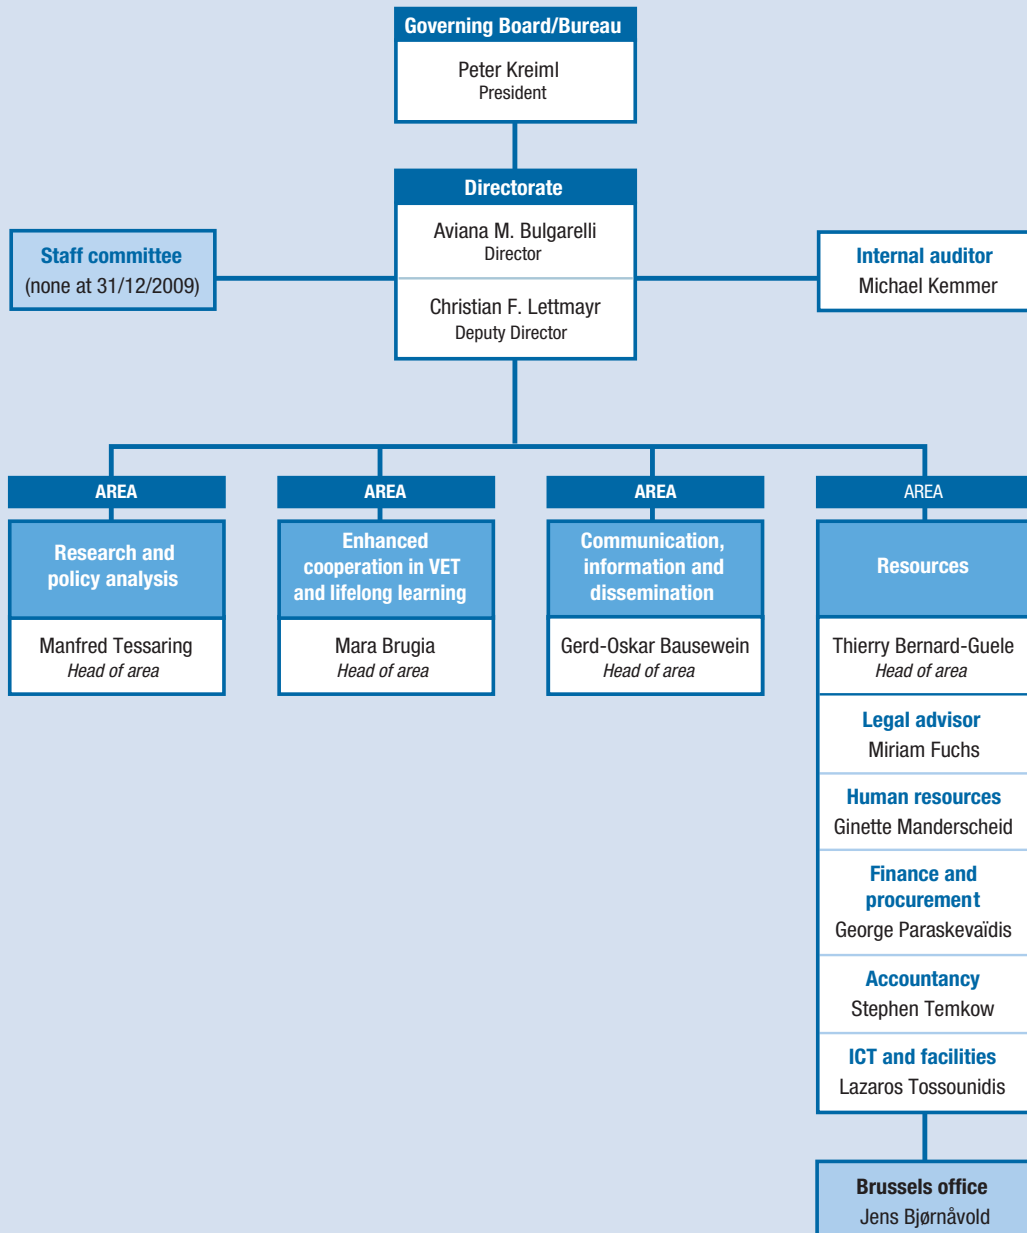 Governing Board/Bureau
Peter Kreiml
President
Directorate
Aviana M. Bulgarelli
Director
Christian F. Lettmayr
Deputy Director
Staff committee
(none at 31/12/2009)
Internal auditor
Michael Kemmer
AREA
Research and
policy analysis
Manfred Tessaring
Head of area
AREA
Enhanced
cooperation in VET
and lifelong learning
Mara Brugia
Head of area
AREA
Communication,
information and
dissemination
Gerd-Oskar Bausewein
Head of area
AREA
Resources
Thierry Bernard-Guele
Head of area
Legal advisor
Miriam Fuchs
Human resources
Ginette Manderscheid
Finance and
procurement
George Paraskevaïdis
Accountancy
Stephen Temkow
ICT and facilities
Lazaros Tossounidis
Brussels office
Jens Bjørnåvold